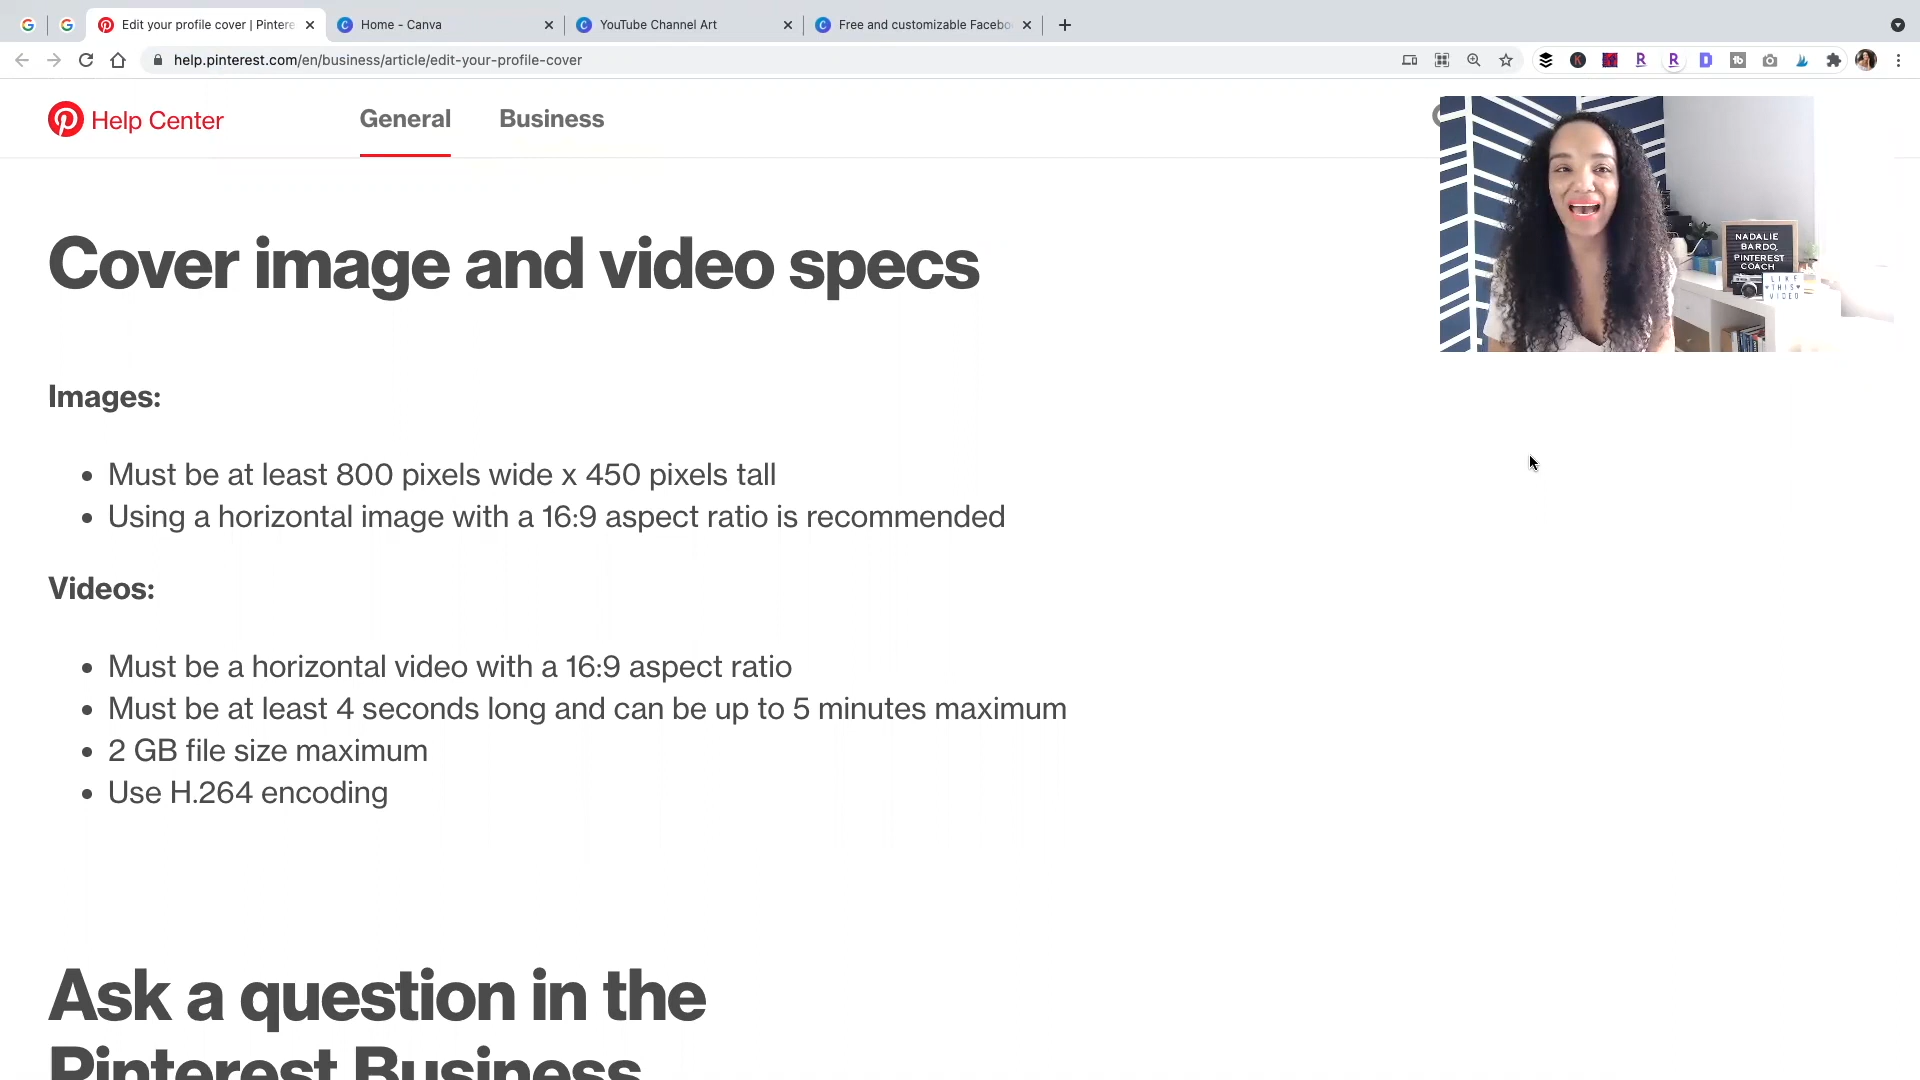 Edit your profile cover | Pintere
Home - Canva
YouTube Channel Art
Free and customizable Facebo
help.pinterest.com/en/business/article/edit-your-profile-cover
Help Center
General
Business
NADALIE
BARDO,
PINTEREST
COACH
LIKE
THIS
VIDEO
Cover image and video specs
Images:
• Must be at least 800 pixels wide x 450 pixels tall
• Using a horizontal image with a 16:9 aspect ratio is recommended
Videos:
• Must be a horizontal video with a 16:9 aspect ratio
• Must be at least 4 seconds long and can be up to 5 minutes maximum
• 2 GB file size maximum
• Use H.264 encoding
Ask a question in the
Pinterest Business